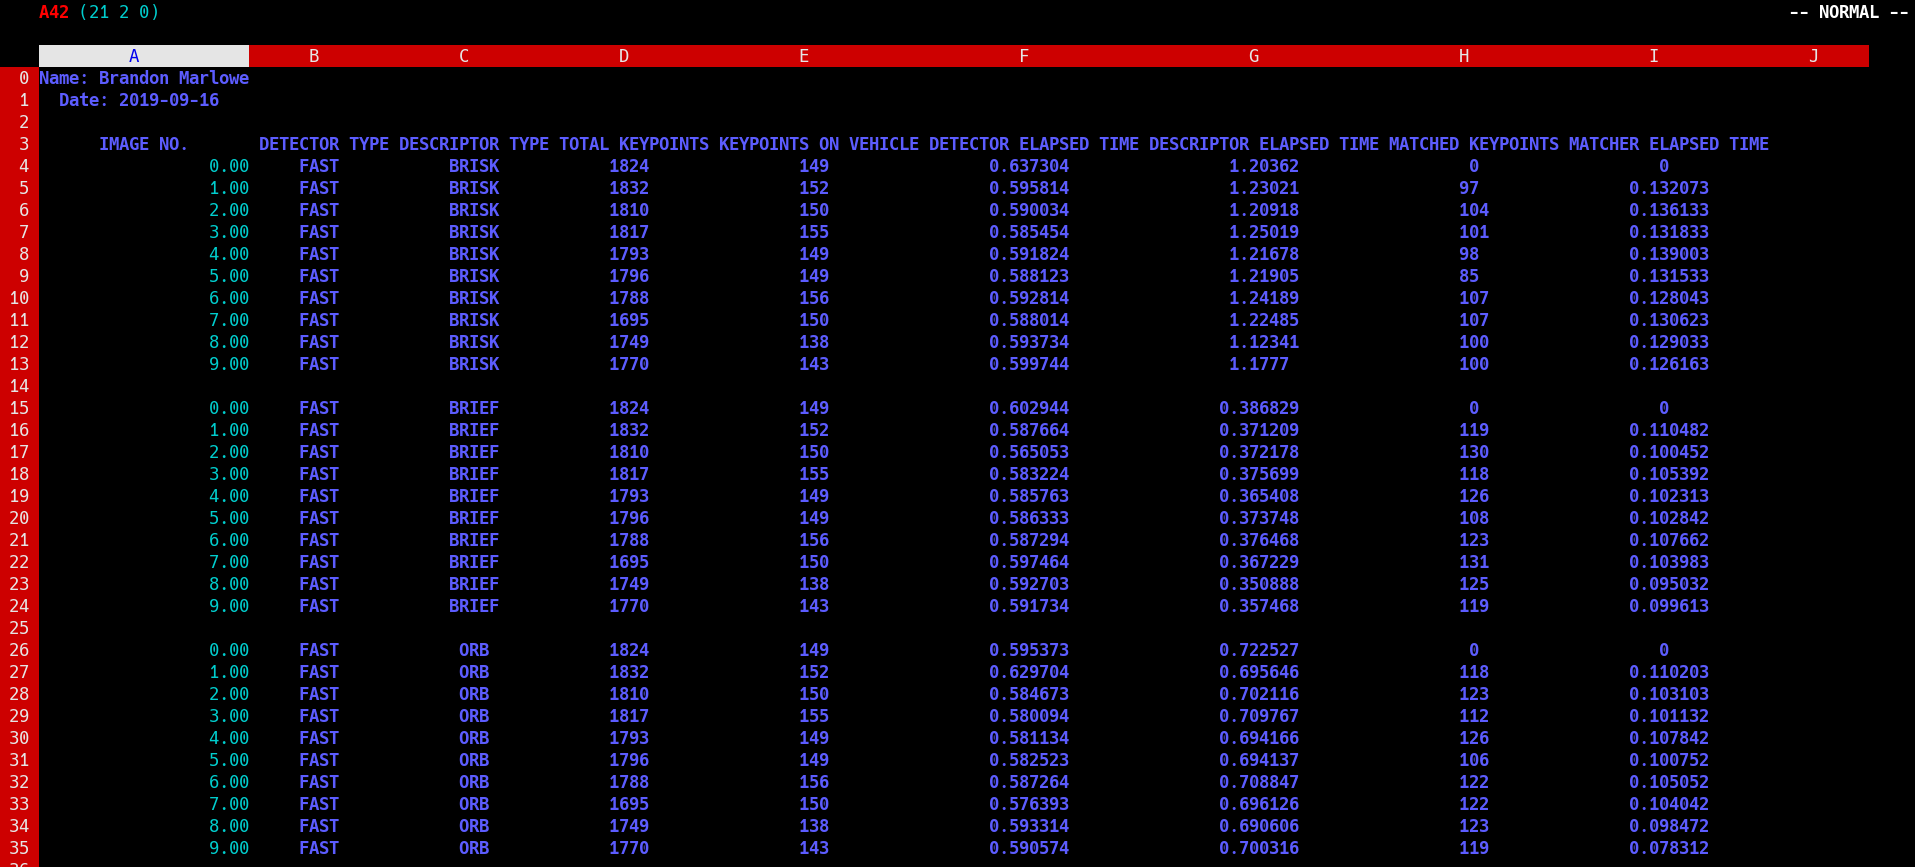 A42 (21 2 0) -- NORMAL --
A B C D E F G H I J
0 Name: Brandon Marlowe
1 Date: 2019-09-16
2
3 IMAGE NO. DETECTOR TYPE DESCRIPTOR TYPE TOTAL KEYPOINTS KEYPOINTS ON VEHICLE DETECTOR ELAPSED TIME DESCRIPTOR ELAPSED TIME MATCHED KEYPOINTS MATCHER ELAPSED TIME
4 0.00 FAST BRISK 1824 149 0.637304 1.20362 0 0
5 1.00 FAST BRISK 1832 152 0.595814 1.23021 97 0.132073
6 2.00 FAST BRISK 1810 150 0.590034 1.20918 104 0.136133
7 3.00 FAST BRISK 1817 155 0.585454 1.25019 101 0.131833
8 4.00 FAST BRISK 1793 149 0.591824 1.21678 98 0.139003
9 5.00 FAST BRISK 1796 149 0.588123 1.21905 85 0.131533
10 6.00 FAST BRISK 1788 156 0.592814 1.24189 107 0.128043
11 7.00 FAST BRISK 1695 150 0.588014 1.22485 107 0.130623
12 8.00 FAST BRISK 1749 138 0.593734 1.12341 100 0.129033
13 9.00 FAST BRISK 1770 143 0.599744 1.1777 100 0.126163
14
15 0.00 FAST BRIEF 1824 149 0.602944 0.386829 0 0
16 1.00 FAST BRIEF 1832 152 0.587664 0.371209 119 0.110482
17 2.00 FAST BRIEF 1810 150 0.565053 0.372178 130 0.100452
18 3.00 FAST BRIEF 1817 155 0.583224 0.375699 118 0.105392
19 4.00 FAST BRIEF 1793 149 0.585763 0.365408 126 0.102313
20 5.00 FAST BRIEF 1796 149 0.586333 0.373748 108 0.102842
21 6.00 FAST BRIEF 1788 156 0.587294 0.376468 123 0.107662
22 7.00 FAST BRIEF 1695 150 0.597464 0.367229 131 0.103983
23 8.00 FAST BRIEF 1749 138 0.592703 0.350888 125 0.095032
24 9.00 FAST BRIEF 1770 143 0.591734 0.357468 119 0.099613
25
26 0.00 FAST ORB 1824 149 0.595373 0.722527 0 0
27 1.00 FAST ORB 1832 152 0.629704 0.695646 118 0.110203
28 2.00 FAST ORB 1810 150 0.584673 0.702116 123 0.103103
29 3.00 FAST ORB 1817 155 0.580094 0.709767 112 0.101132
30 4.00 FAST ORB 1793 149 0.581134 0.694166 126 0.107842
31 5.00 FAST ORB 1796 149 0.582523 0.694137 106 0.100752
32 6.00 FAST ORB 1788 156 0.587264 0.708847 122 0.105052
33 7.00 FAST ORB 1695 150 0.576393 0.696126 122 0.104042
34 8.00 FAST ORB 1749 138 0.593314 0.690606 123 0.098472
35 9.00 FAST ORB 1770 143 0.590574 0.700316 119 0.078312